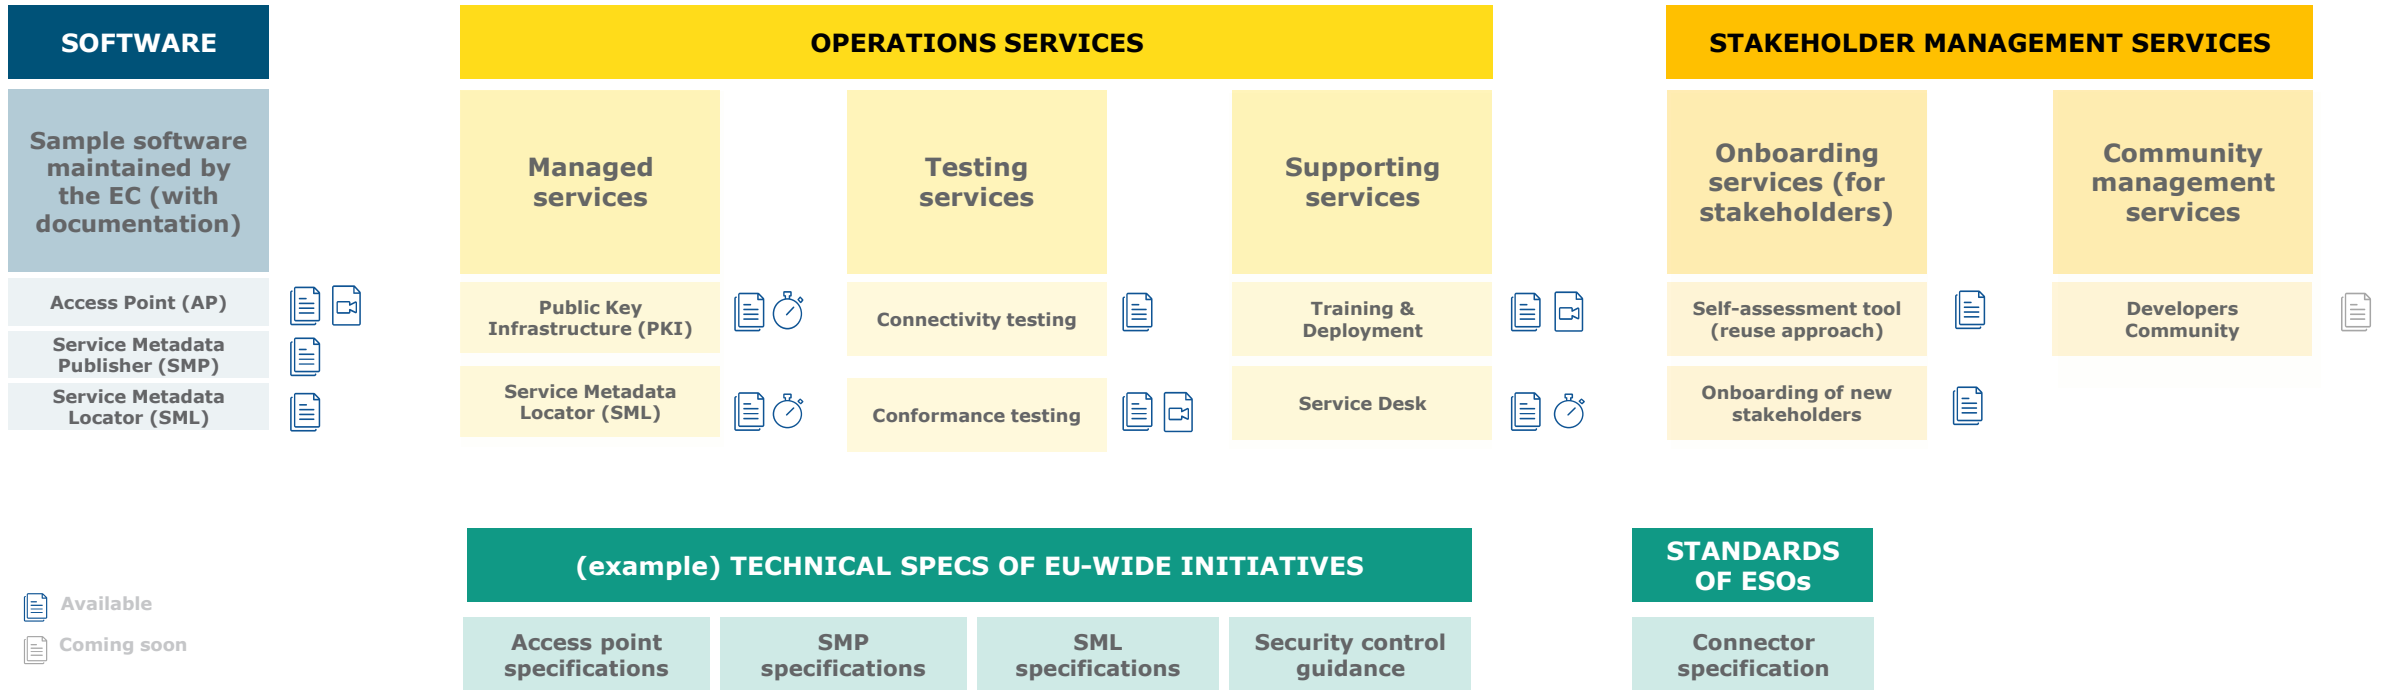 SOFTWARE
OPERATIONS SERVICES
STAKEHOLDER MANAGEMENT SERVICES
Sample software
maintained by
the EC (with
documentation)
Managed
services
Testing
services
Supporting
services
Onboarding
services (for
stakeholders)
Community
management
services
Access Point (AP)
Service Metadata
Publisher (SMP)
Service Metadata
Locator (SML)
Public Key
Infrastructure (PKI)
Service Metadata
Locator (SML)
Connectivity testing
Conformance testing
Training &
Deployment
Service Desk
Self-assessment tool
(reuse approach)
Onboarding of new
stakeholders
Developers
Community
(example) TECHNICAL SPECS OF EU-WIDE INITIATIVES
STANDARDS
OF ESOs
Available
Coming soon
Access point
specifications
SMP
specifications
SML
specifications
Security control
guidance
Connector
specification